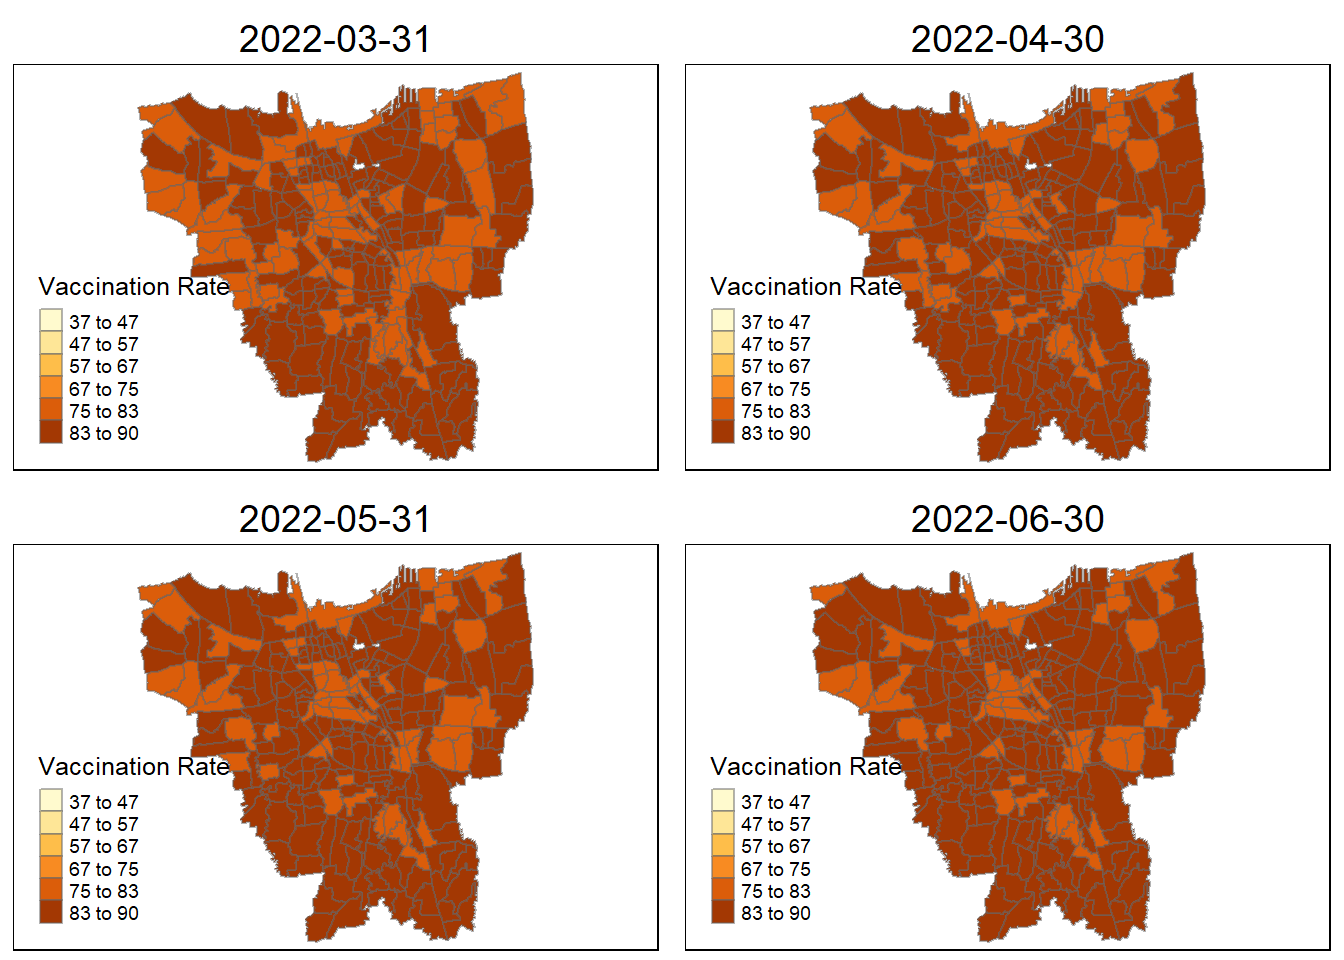 2022-03-31
Vaccination Rate
37 to 47
47 to 57
57 to 67
67 to 75
75 to 83
83 to 90
2022-04-30
Vaccination Rate
37 to 47
47 to 57
57 to 67
67 to 75
75 to 83
83 to 90
2022-05-31
Vaccination Rate
37 to 47
47 to 57
57 to 67
67 to 75
75 to 83
83 to 90
2022-06-30
Vaccination Rate
37 to 47
47 to 57
57 to 67
67 to 75
75 to 83
83 to 90